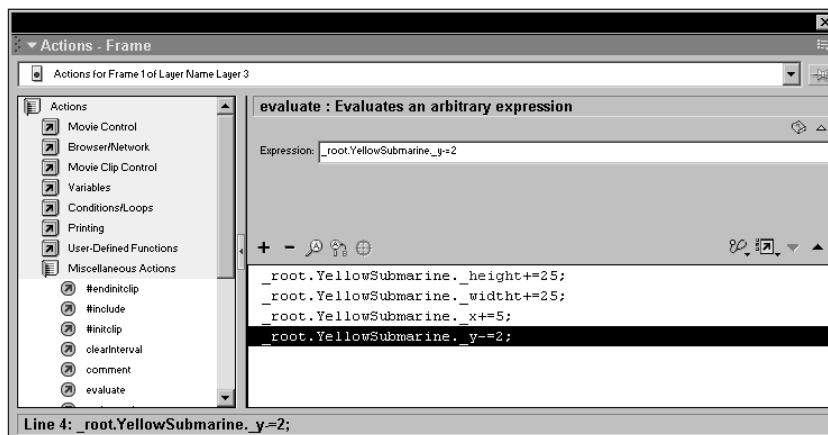 Actions - Frame
Actions for Frame 1 of Layer Name Layer 3
Actions
Movie Control
Browser/Network
Movie Clip Control
Variables
Conditions/Loops
Printing
User-Defined Functions
Miscellaneous Actions
#endinitclip
#include
#initclip
clearInterval
comment
evaluate
evaluate : Evaluates an arbitrary expression
Expression: _root.YellowSubmarine._y-=2
_root.YellowSubmarine._height+=25;
_root.YellowSubmarine._widtht+=25;
_root.YellowSubmarine._x+=5;
_root.YellowSubmarine._y-=2;
Line 4: _root.YellowSubmarine._y-=2;